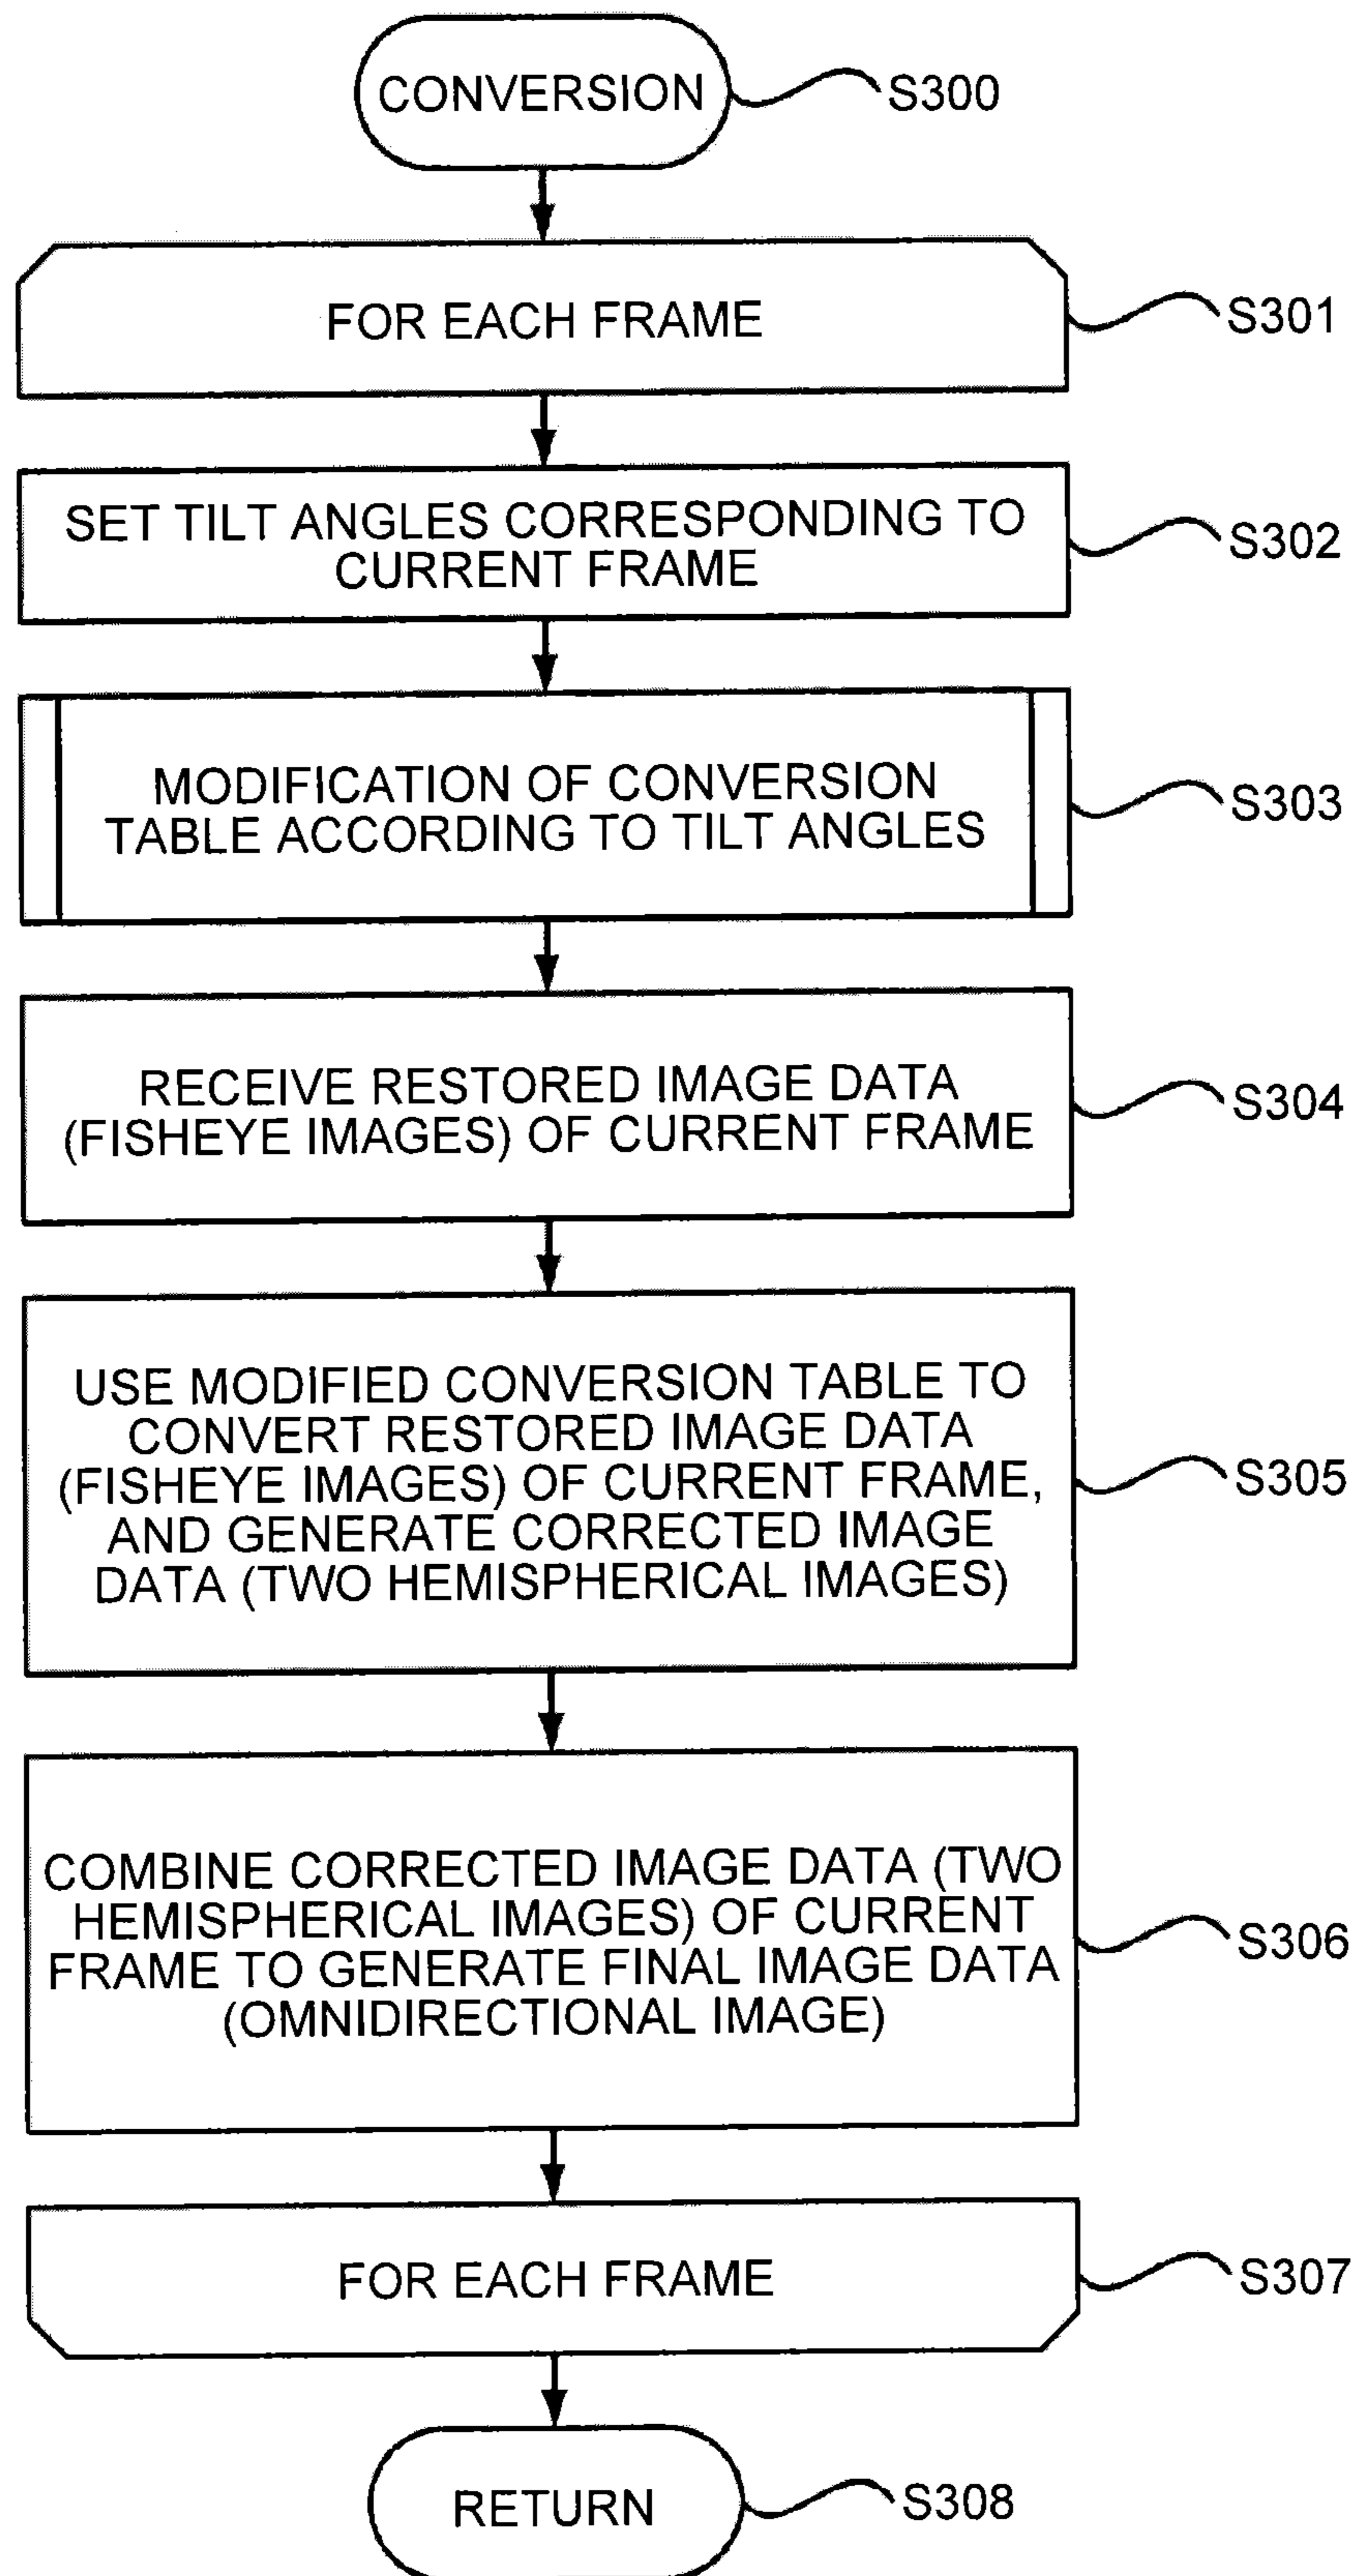 CONVERSION
S300
FOR EACH FRAME
S301
SET TILT ANGLES CORRESPONDING TO
CURRENT FRAME
S302
MODIFICATION OF CONVERSION
TABLE ACCORDING TO TILT ANGLES
S303
RECEIVE RESTORED IMAGE DATA
(FISHEYE IMAGES) OF CURRENT FRAME
S304
USE MODIFIED CONVERSION TABLE TO
CONVERT RESTORED IMAGE DATA
(FISHEYE IMAGES) OF CURRENT FRAME,
AND GENERATE CORRECTED IMAGE
DATA (TWO HEMISPHERICAL IMAGES)
S305
COMBINE CORRECTED IMAGE DATA (TWO
HEMISPHERICAL IMAGES) OF CURRENT
FRAME TO GENERATE FINAL IMAGE DATA
(OMNIDIRECTIONAL IMAGE)
S306
FOR EACH FRAME
S307
RETURN
S308